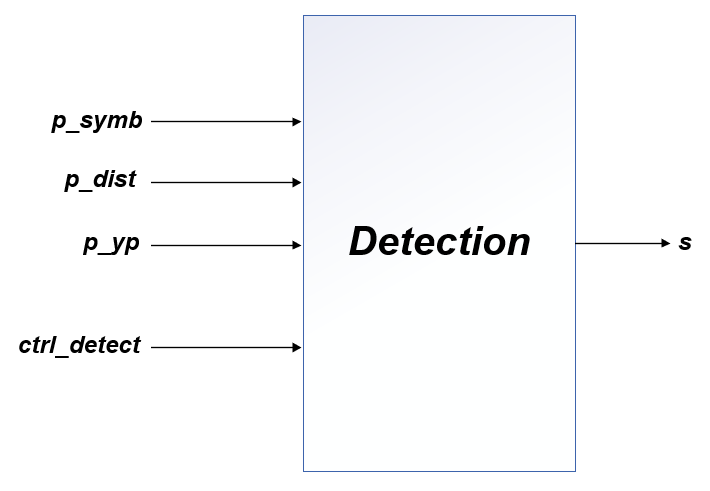 p_symb
p_dist
p_yp
Detection
s
ctrl_detect